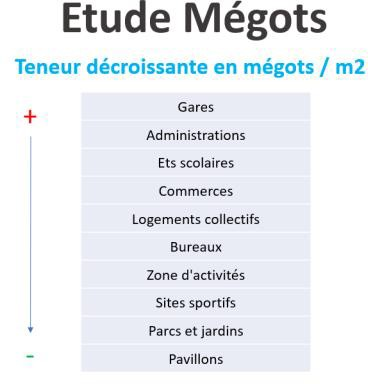 Etude Mégots
Teneur décroissante en mégots / m2
+
Gares
Administrations
Ets scolaires
Commerces
Logements collectifs
Bureaux
Zone d'activités
Sites sportifs
Parcs et jardins
Pavillons
-